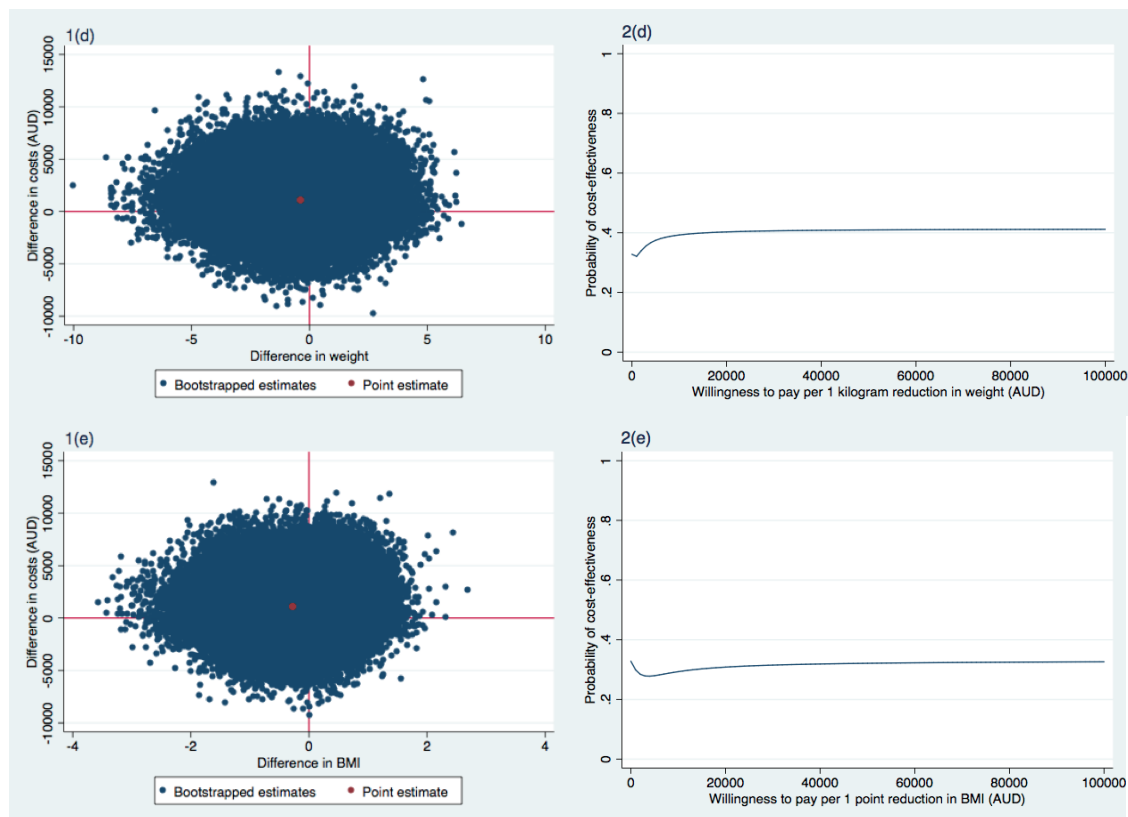 1(d)
Difference in costs (AUD)
15000
10000
5000
0
-5000
-10000
-10
-5
0
5
10
Difference in weight
Bootstrapped estimates
Point estimate
2(d)
Probability of cost-effectiveness
1
.8
.6
.4
.2
0
0
20000
40000
60000
80000
100000
Willingness to pay per 1 kilogram reduction in weight (AUD)
1(e)
Difference in costs (AUD)
15000
10000
5000
0
-5000
-10000
-4
-2
0
2
4
Difference in BMI
Bootstrapped estimates
Point estimate
2(e)
Probability of cost-effectiveness
1
.8
.6
.4
.2
0
0
20000
40000
60000
80000
100000
Willingness to pay per 1 point reduction in BMI (AUD)